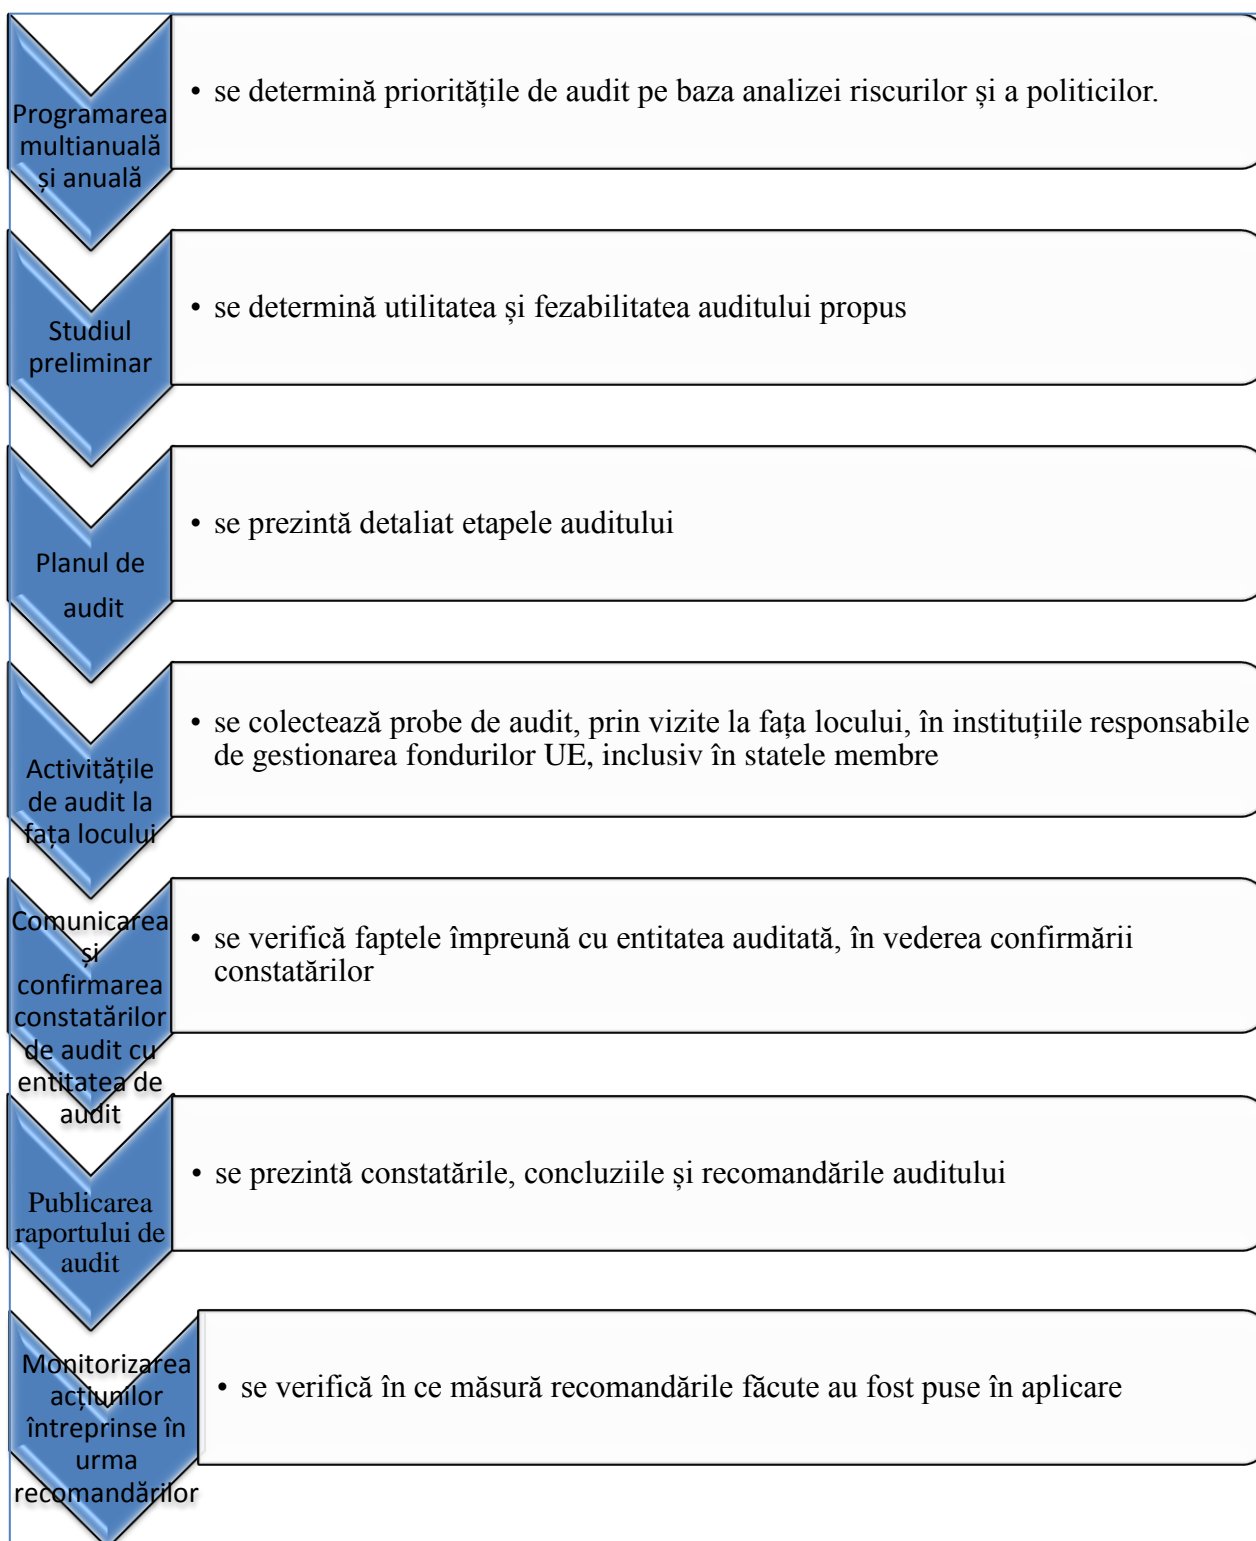 Programarea
multianuală
și anuală
• se determină prioritățile de audit pe baza analizei riscurilor și a politicilor.
Studiul
preliminar
• se determină utilitatea și fezabilitatea auditului propus
Planul de
audit
• se prezintă detaliat etapele auditului
Activitățile
de audit la
fața locului
• se colectează probe de audit, prin vizite la fața locului, în instituțiile responsabile
de gestionarea fondurilor UE, inclusiv în statele membre
Comunicarea
și
confirmarea
constatărilor
de audit cu
entitatea de
audit
• se verifică faptele împreună cu entitatea auditată, în vederea confirmării
constatărilor
Publicarea
raportului de
audit
• se prezintă constatările, concluziile și recomandările auditului
Monitorizarea
acțiunilor
întreprinse în
urma
recomandărilor
• se verifică în ce măsură recomandările făcute au fost puse în aplicare